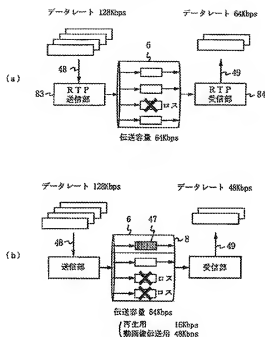 データレート 128Kbps
データレート 64Kbps
6
48
49
(a)
83
RTP
送信部
ロス
RTP
受信部
84
伝送容量 64Kbps
データレート 128Kbps
データレート 48Kbps
6
47
8
48
49
(b)
送信部
ロス
ロス
受信部
伝送容量 64Kbps
再生用 16Kbps
動画像伝送用 48Kbps